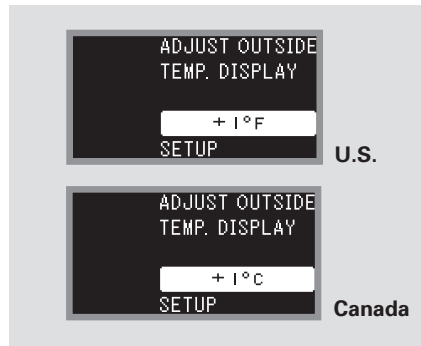 ADJUST OUTSIDE
TEMP. DISPLAY
+1°F
SETUP
U.S.
ADJUST OUTSIDE
TEMP. DISPLAY
+1°C
SETUP
Canada